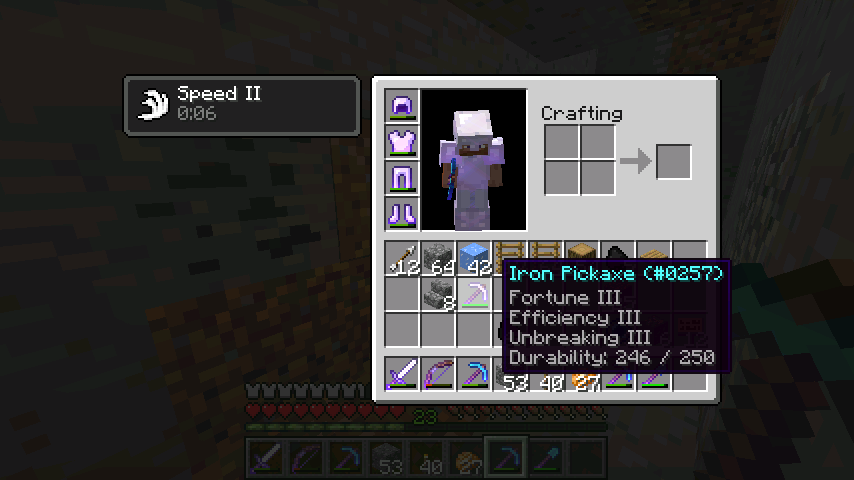 Speed II
0:06
Crafting
12 64 42
Iron Pickaxe (#0257)
Fortune III
8
Efficiency III
Unbreaking III
Durability: 246 / 250
53 40 27
23
53 40 27